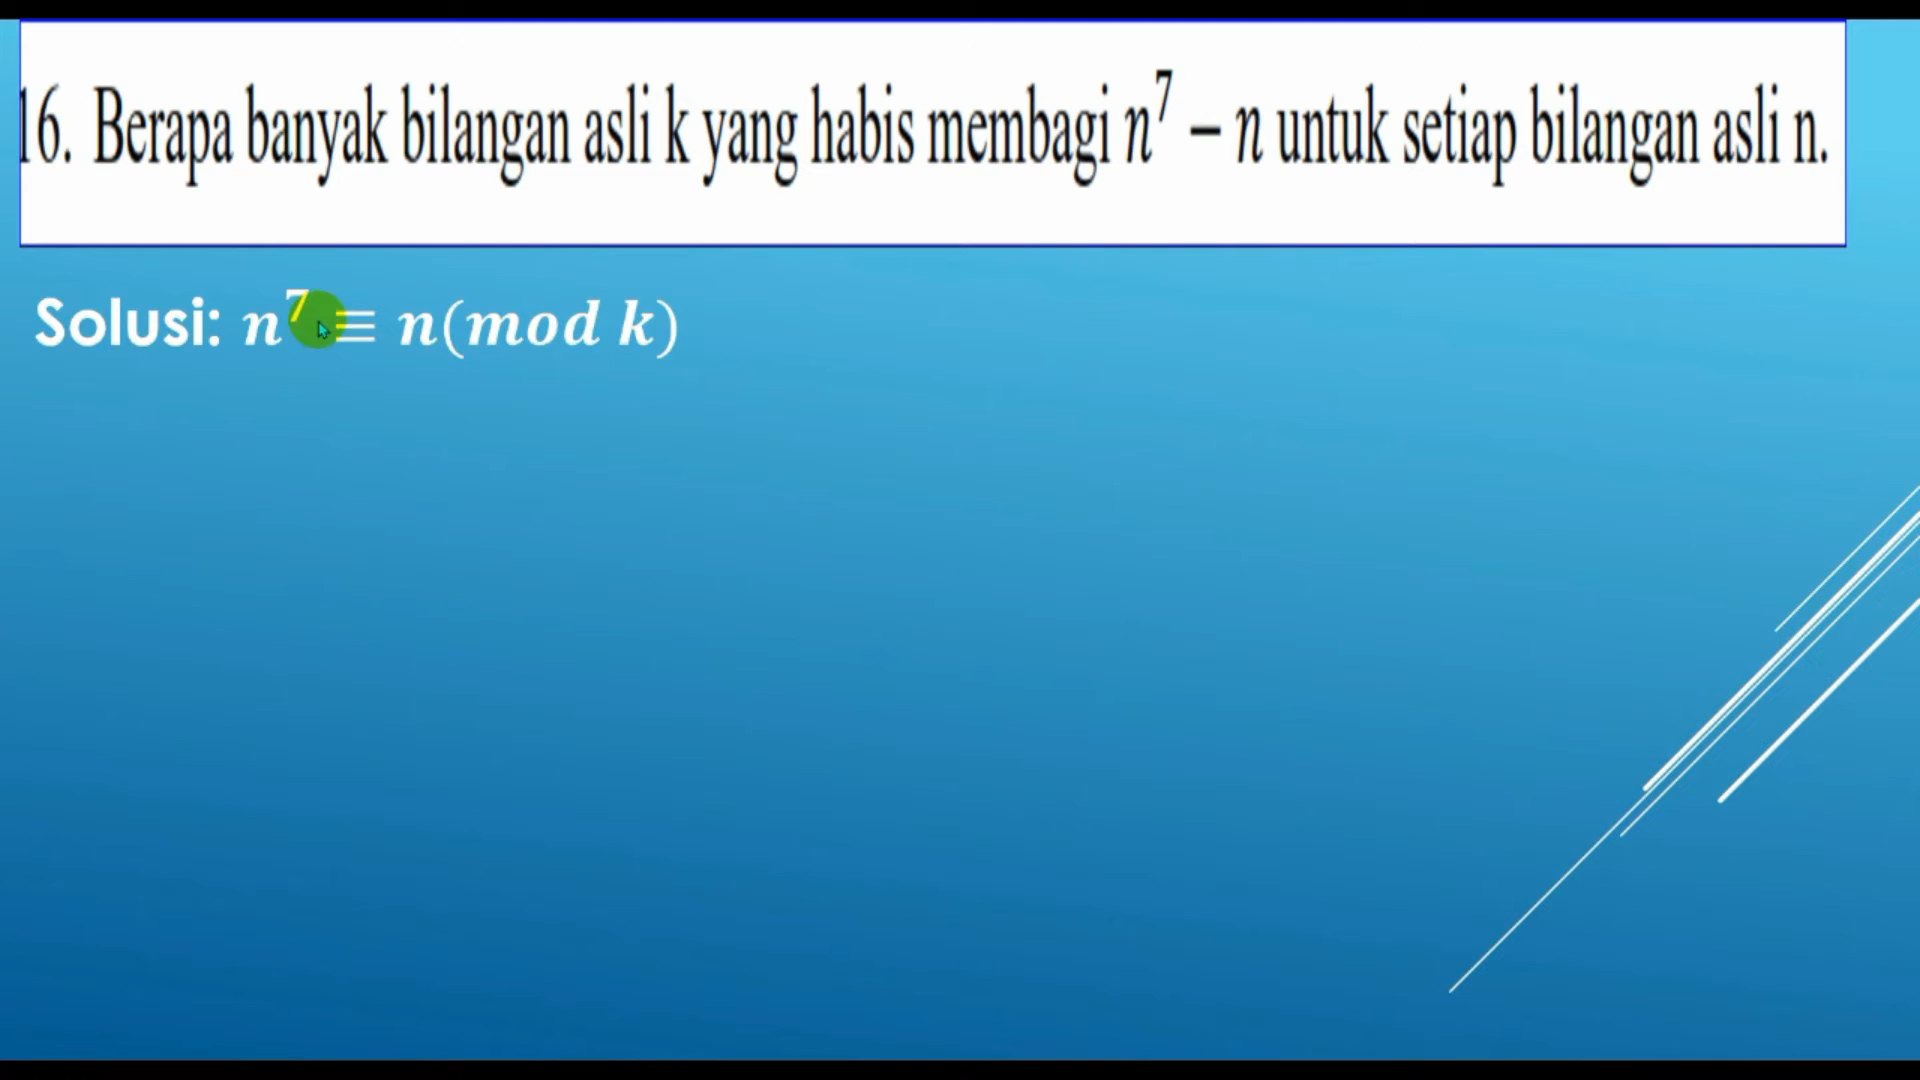 16. Berapa banyak bilangan asli k yang habis membagi n⁷ − n untuk setiap bilangan asli n.
Solusi: n⁷ ≡ n(mod k)